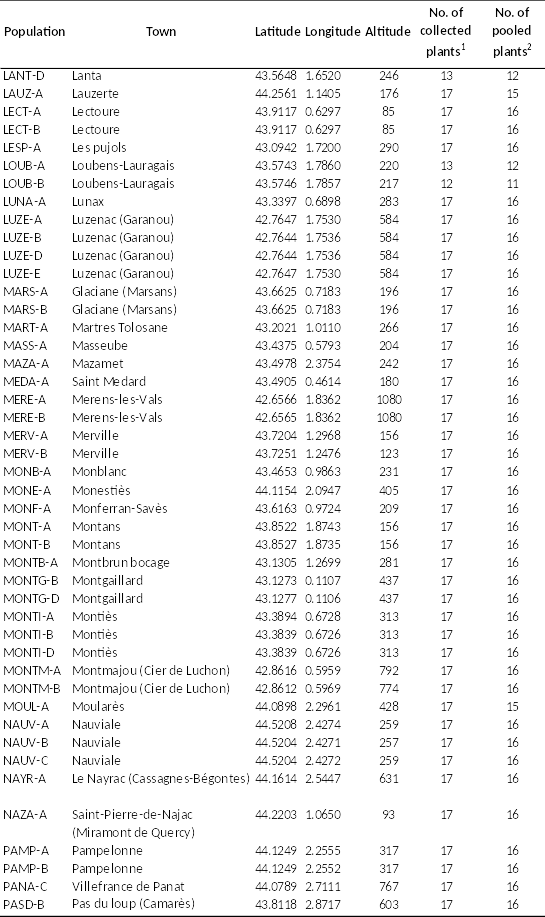 No. of No. of
Population Town Latitude Longitude Altitude collected pooled
plants1 plants2
LANT-D Lanta 43.5648 1.6520 246 13 12
LAUZ-A Lauzerte 44.2561 1.1405 176 17 15
LECT-A Lectoure 43.9117 0.6297 85 17 16
LECT-B Lectoure 43.9117 0.6297 85 17 16
LESP-A Les pujols 43.0942 1.7200 290 17 16
LOUB-A Loubens-Lauragais 43.5743 1.7860 220 13 12
LOUB-B Loubens-Lauragais 43.5746 1.7857 217 12 11
LUNA-A Lunax 43.3397 0.6898 283 17 16
LUZE-A Luzenac (Garanou) 42.7647 1.7530 584 17 16
LUZE-B Luzenac (Garanou) 42.7644 1.7536 584 17 16
LUZE-D Luzenac (Garanou) 42.7644 1.7536 584 17 16
LUZE-E Luzenac (Garanou) 42.7647 1.7530 584 17 16
MARS-A Glaciane (Marsans) 43.6625 0.7183 196 17 16
MARS-B Glaciane (Marsans) 43.6625 0.7183 196 17 16
MART-A Martres Tolosane 43.2021 1.0110 266 17 16
MASS-A Masseube 43.4375 0.5793 204 17 16
MAZA-A Mazamet 43.4978 2.3754 242 17 16
MEDA-A Saint Medard 43.4905 0.4614 180 17 16
MERE-A Merens-les-Vals 42.6566 1.8362 1080 17 16
MERE-B Merens-les-Vals 42.6565 1.8362 1080 17 16
MERV-A Merville 43.7204 1.2968 156 17 16
MERV-B Merville 43.7251 1.2476 123 17 16
MONB-A Monblanc 43.4653 0.9863 231 17 16
MONE-A Monestiès 44.1154 2.0947 405 17 16
MONF-A Monferran-Savès 43.6163 0.9724 209 17 16
MONT-A Montans 43.8522 1.8743 156 17 16
MONT-B Montans 43.8527 1.8735 156 17 16
MONTB-A Montbrun bocage 43.1305 1.2699 281 17 16
MONTG-B Montgaillard 43.1273 0.1107 437 17 16
MONTG-D Montgaillard 43.1277 0.1106 437 17 16
MONTI-A Montiès 43.3894 0.6728 313 17 16
MONTI-B Montiès 43.3839 0.6726 313 17 16
MONTI-D Montiès 43.3839 0.6726 313 17 16
MONTM-A Montmajou (Cier de Luchon) 42.8616 0.5959 792 17 16
MONTM-B Montmajou (Cier de Luchon) 42.8612 0.5969 774 17 16
MOUL-A Moularès 44.0898 2.2961 428 17 15
NAUV-A Nauviale 44.5208 2.4274 259 17 16
NAUV-B Nauviale 44.5204 2.4271 257 17 16
NAUV-C Nauviale 44.5204 2.4272 259 17 16
NAYR-A Le Nayrac (Cassagnes-Bégontes) 44.1614 2.5447 631 17 16
NAZA-A Saint-Pierre-de-Najac 44.2203 1.0650 93 17 16
(Miramont de Quercy)
PAMP-A Pampelonne 44.1249 2.2555 317 17 16
PAMP-B Pampelonne 44.1249 2.2552 317 17 16
PANA-C Villefrance de Panat 44.0789 2.7111 767 17 16
PASD-B Pas du loup (Camarès) 43.8118 2.8717 603 17 16